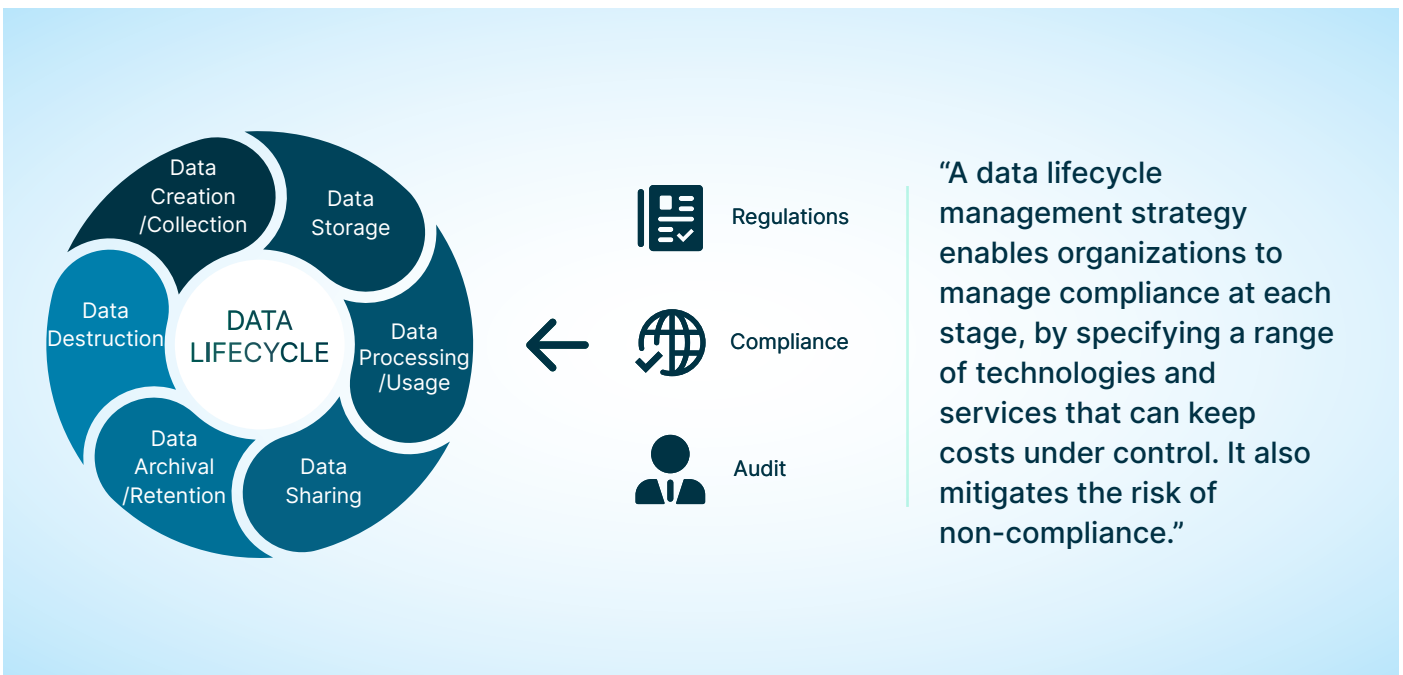 Data
Creation
/Collection
Data
Storage
Data
Processing
/Usage
Data
Sharing
Data
Archival
/Retention
Data
Destruction
DATA
LIFECYCLE
Regulations
Compliance
Audit
“A data lifecycle
management strategy
enables organizations to
manage compliance at each
stage, by specifying a range
of technologies and
services that can keep
costs under control. It also
mitigates the risk of
non-compliance.”